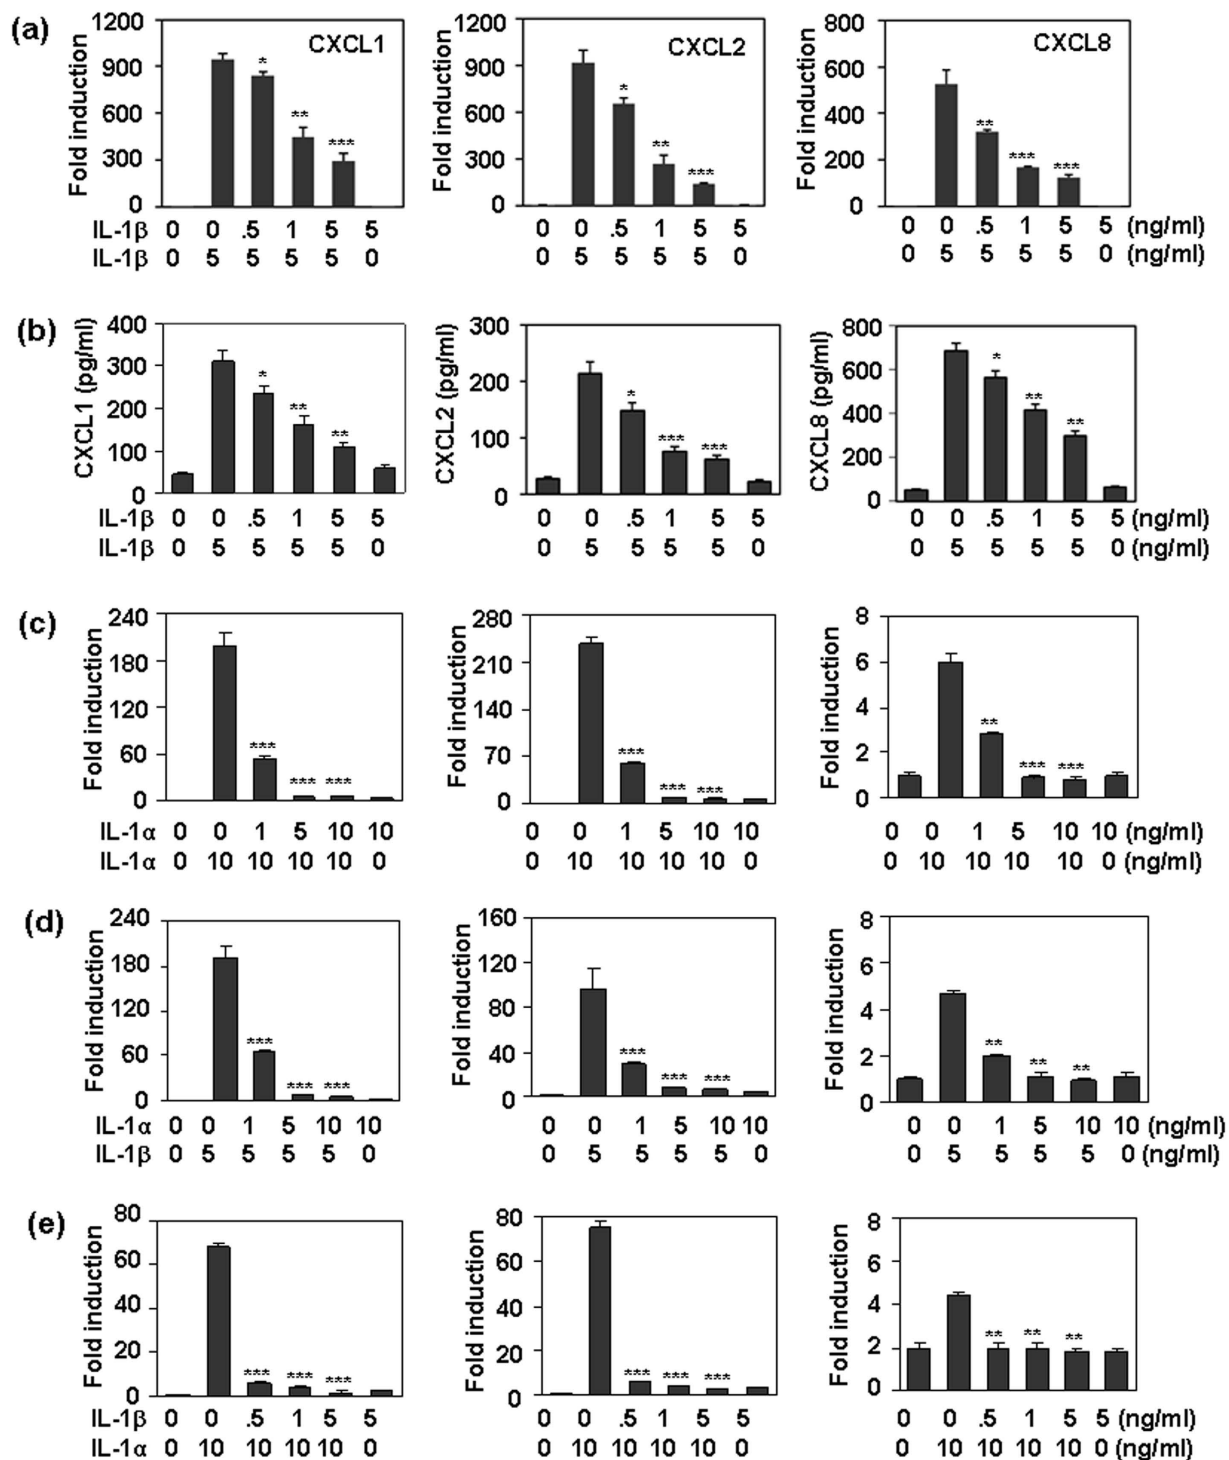 (a)
1200
900
600
300
0
Fold induction
CXCL1
* ** ***
IL-1β 0 0 .5 1 5 5
IL-1β 0 5 5 5 5 0
1200
900
600
300
0
Fold induction
CXCL2
* ** ***
0 0 .5 1 5 5
0 5 5 5 5 0
800
600
400
200
0
Fold induction
CXCL8
** *** ***
0 0 .5 1 5 5 (ng/ml)
0 5 5 5 5 0 (ng/ml)
(b)
400
300
200
100
0
CXCL1 (pg/ml)
* ** **
IL-1β 0 0 .5 1 5 5
IL-1β 0 5 5 5 5 0
300
200
100
0
CXCL2 (pg/ml)
* *** ***
0 0 .5 1 5 5
0 5 5 5 5 0
800
600
400
200
0
CXCL8 (pg/ml)
* ** **
0 0 .5 1 5 5 (ng/ml)
0 5 5 5 5 0 (ng/ml)
(c)
240
180
120
60
0
Fold induction
*** *** ***
IL-1α 0 0 1 5 10 10
IL-1α 0 10 10 10 10 0
280
210
140
70
0
Fold induction
*** *** ***
0 0 1 5 10 10
0 10 10 10 10 0
8
6
4
2
0
Fold induction
** *** ***
0 0 1 5 10 10 (ng/ml)
0 10 10 10 10 0 (ng/ml)
(d)
240
180
120
60
0
Fold induction
*** *** ***
IL-1α 0 0 1 5 10 10
IL-1β 0 5 5 5 5 0
160
120
80
40
0
Fold induction
*** *** ***
0 0 1 5 10 10
0 5 5 5 5 0
8
6
4
2
0
Fold induction
** ** **
0 0 1 5 10 10 (ng/ml)
0 5 5 5 5 0 (ng/ml)
(e)
80
60
40
20
0
Fold induction
*** *** ***
IL-1β 0 0 .5 1 5 5
IL-1α 0 10 10 10 10 0
80
60
40
20
0
Fold induction
*** *** ***
0 0 .5 1 5 5
0 10 10 10 10 0
8
6
4
2
0
Fold induction
** ** **
0 0 .5 1 5 5 (ng/ml)
0 10 10 10 10 0 (ng/ml)